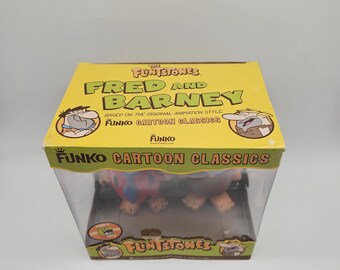 THE
FLINTSTONES
FRED AND
BARNEY
BASED ON THE ORIGINAL ANIMATION STYLE
FUNKO CARTOON CLASSICS
FUNKO
FUNKO CARTOON CLASSICS
THE
FLINTSTONES